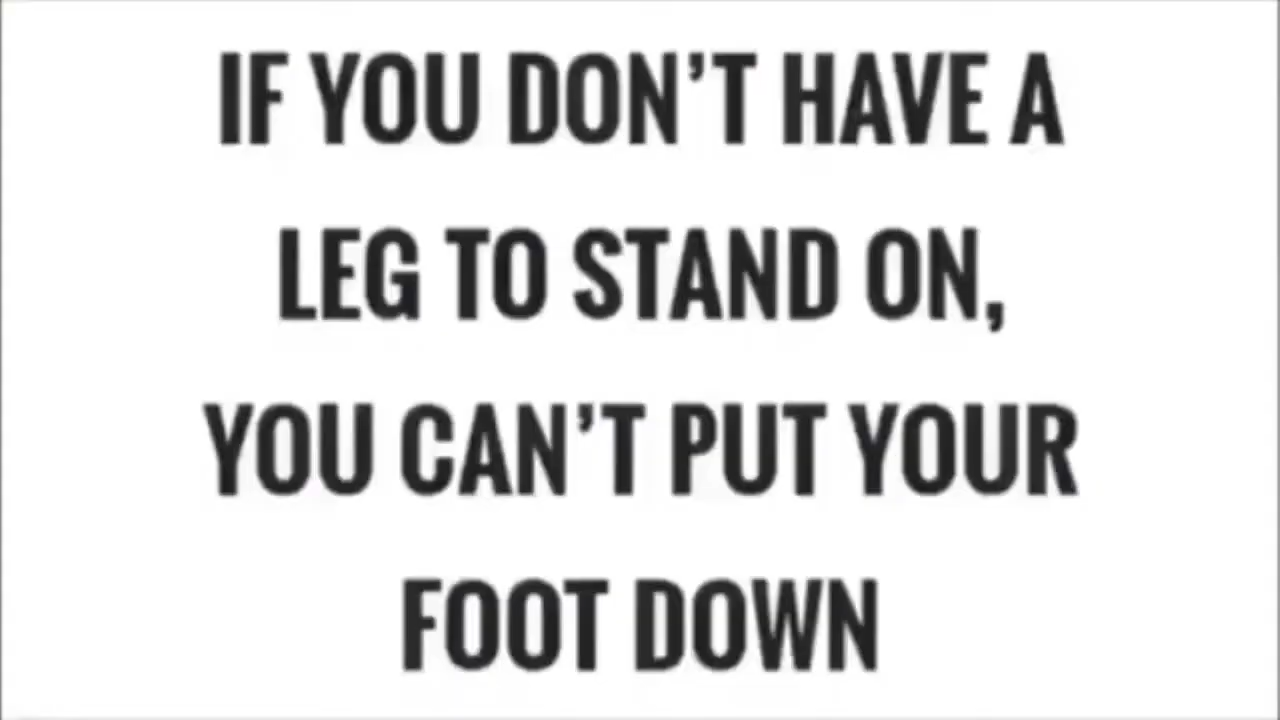 IF YOU DON’T HAVE A
LEG TO STAND ON,
YOU CAN’T PUT YOUR
FOOT DOWN